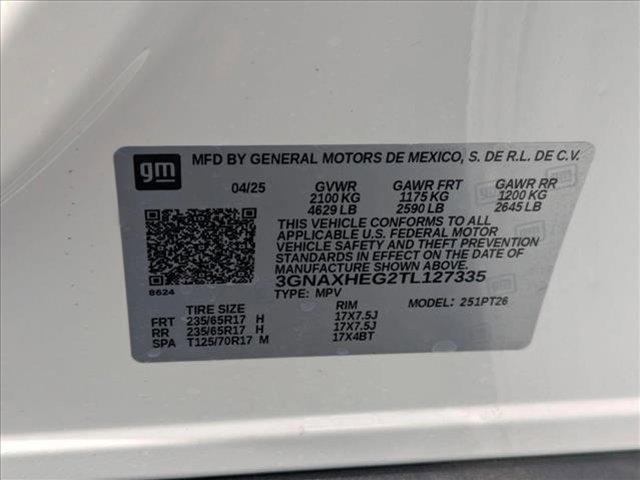 gm MFD BY GENERAL MOTORS DE MEXICO, S. DE R.L. DE C.V.
04/25 GVWR GAWR FRT GAWR RR
2100 KG 1175 KG 1200 KG
4629 LB 2590 LB 2645 LB
THIS VEHICLE CONFORMS TO ALL
APPLICABLE U.S. FEDERAL MOTOR
VEHICLE SAFETY AND THEFT PREVENTION
STANDARDS IN EFFECT ON THE DATE OF
MANUFACTURE SHOWN ABOVE.
3GNAXHEG2TL127335
8624 TYPE: MPV MODEL: 251PT26
TIRE SIZE RIM
FRT 235/65R17 H 17X7.5J
RR 235/65R17 H 17X7.5J
SPA T125/70R17 M 17X4BT